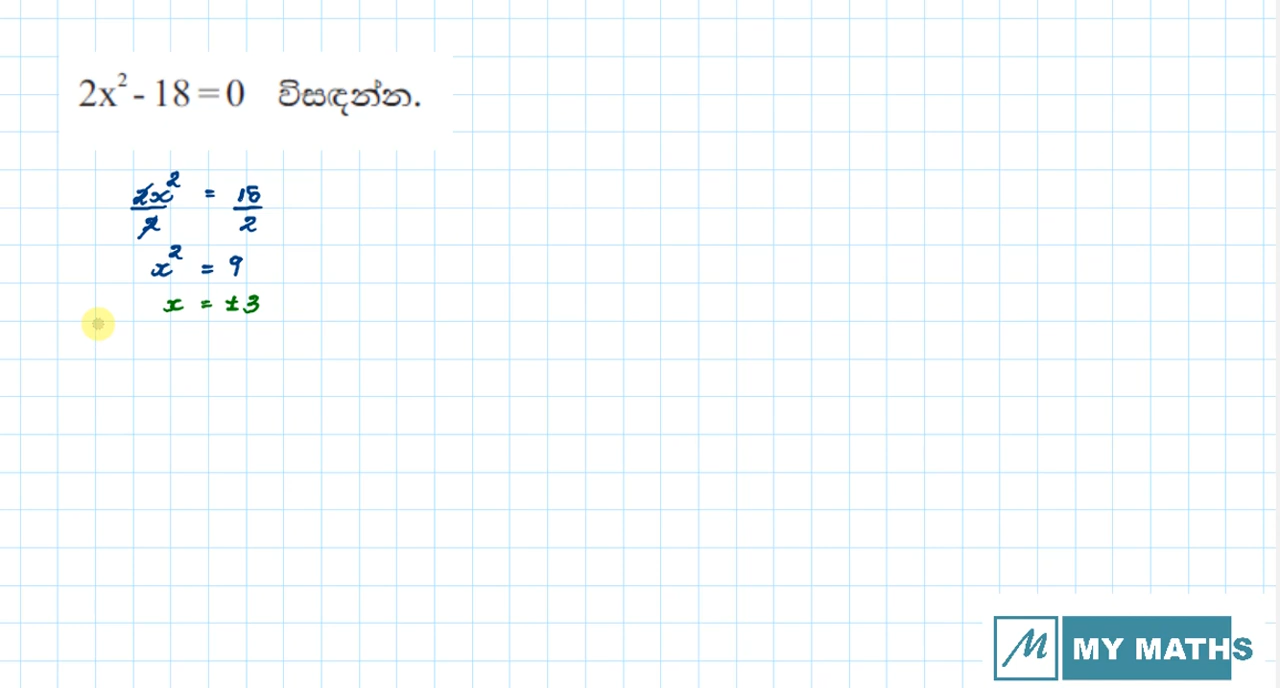 2x² - 18 = 0 විසඳන්න.
2x²/2 = 18/2
x² = 9
x = ±3
M MY MATHS